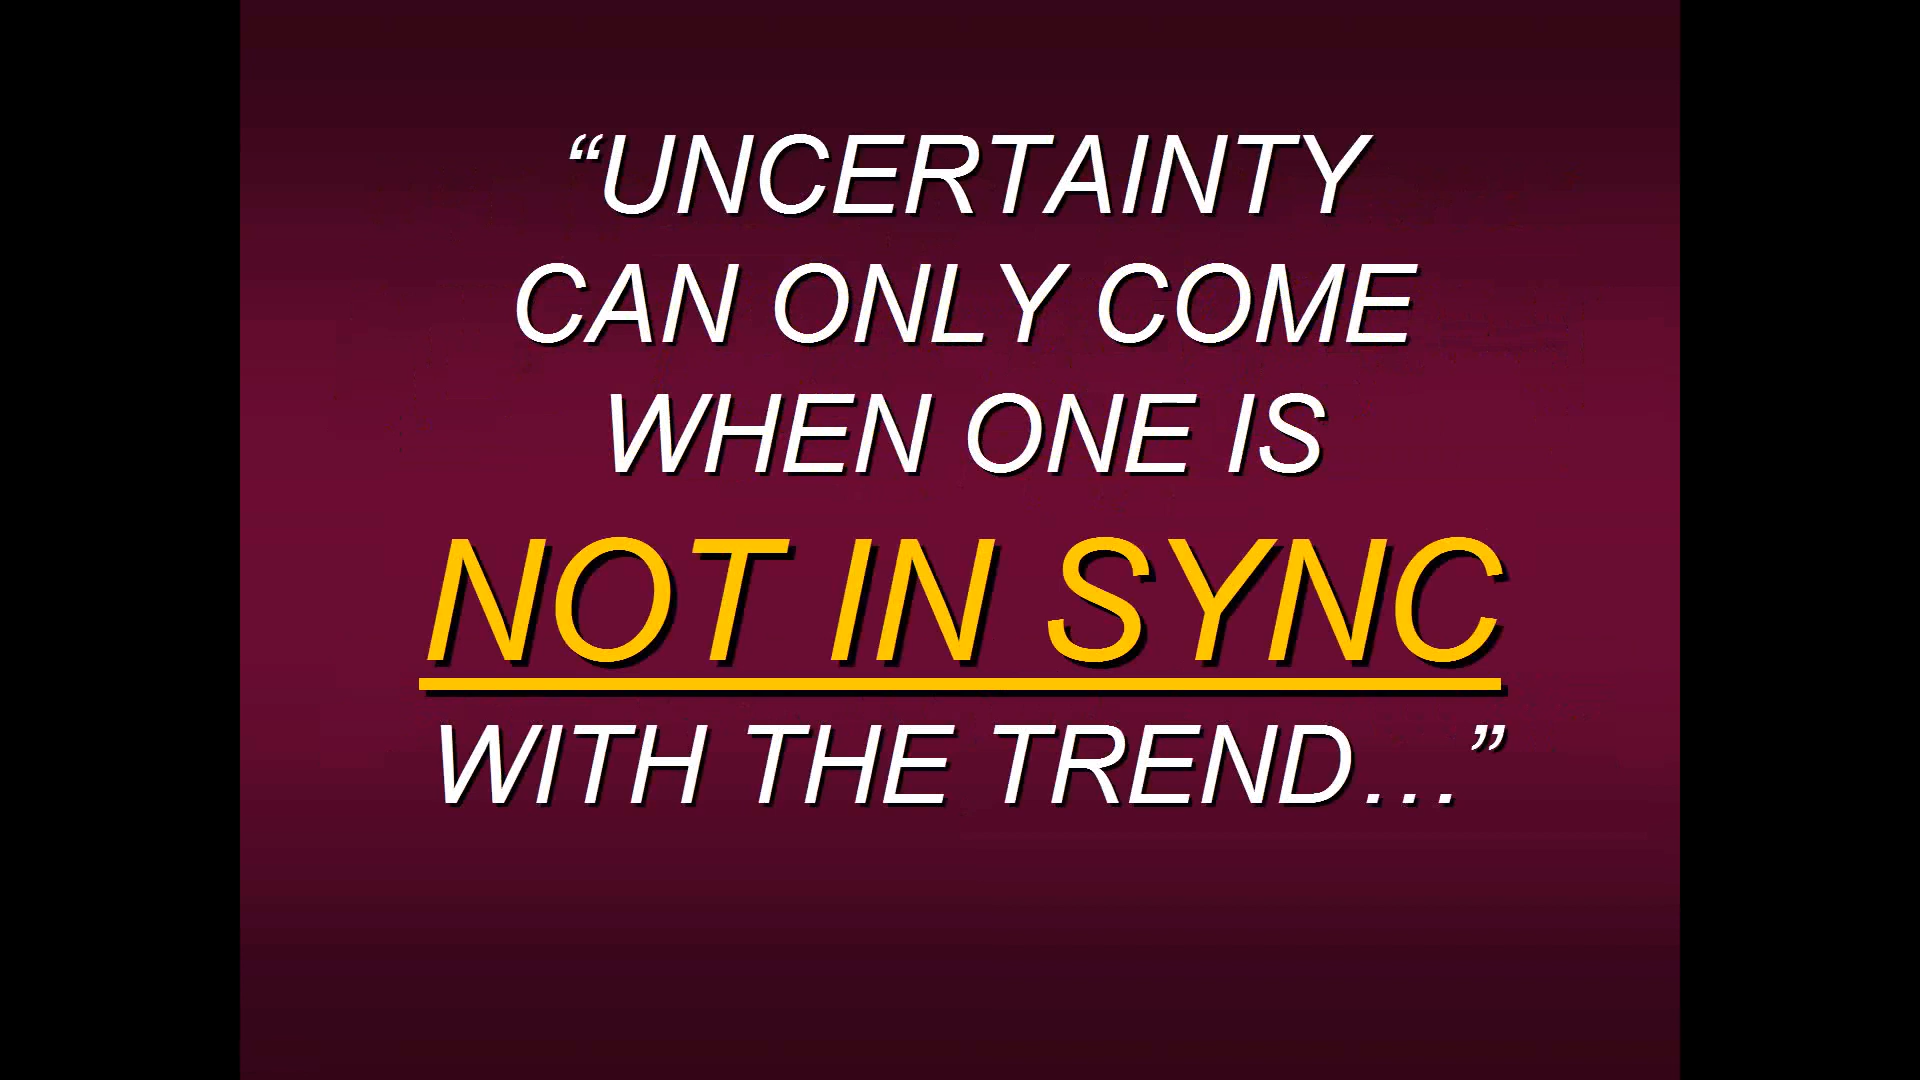 “UNCERTAINTY
CAN ONLY COME
WHEN ONE IS
NOT IN SYNC
WITH THE TREND…”